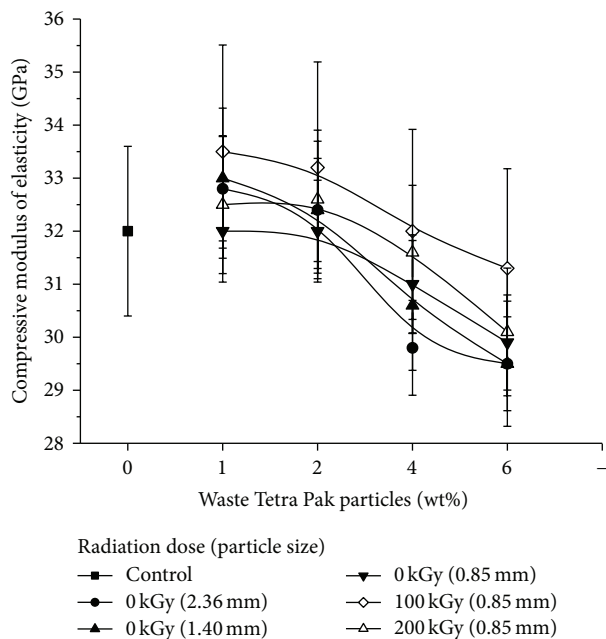 36
35
34
33
32
31
30
29
28
Compressive modulus of elasticity (GPa)
0 1 2 4 6 –
Waste Tetra Pak particles (wt%)
Radiation dose (particle size)
Control
0 kGy (2.36 mm)
0 kGy (1.40 mm)
0 kGy (0.85 mm)
100 kGy (0.85 mm)
200 kGy (0.85 mm)